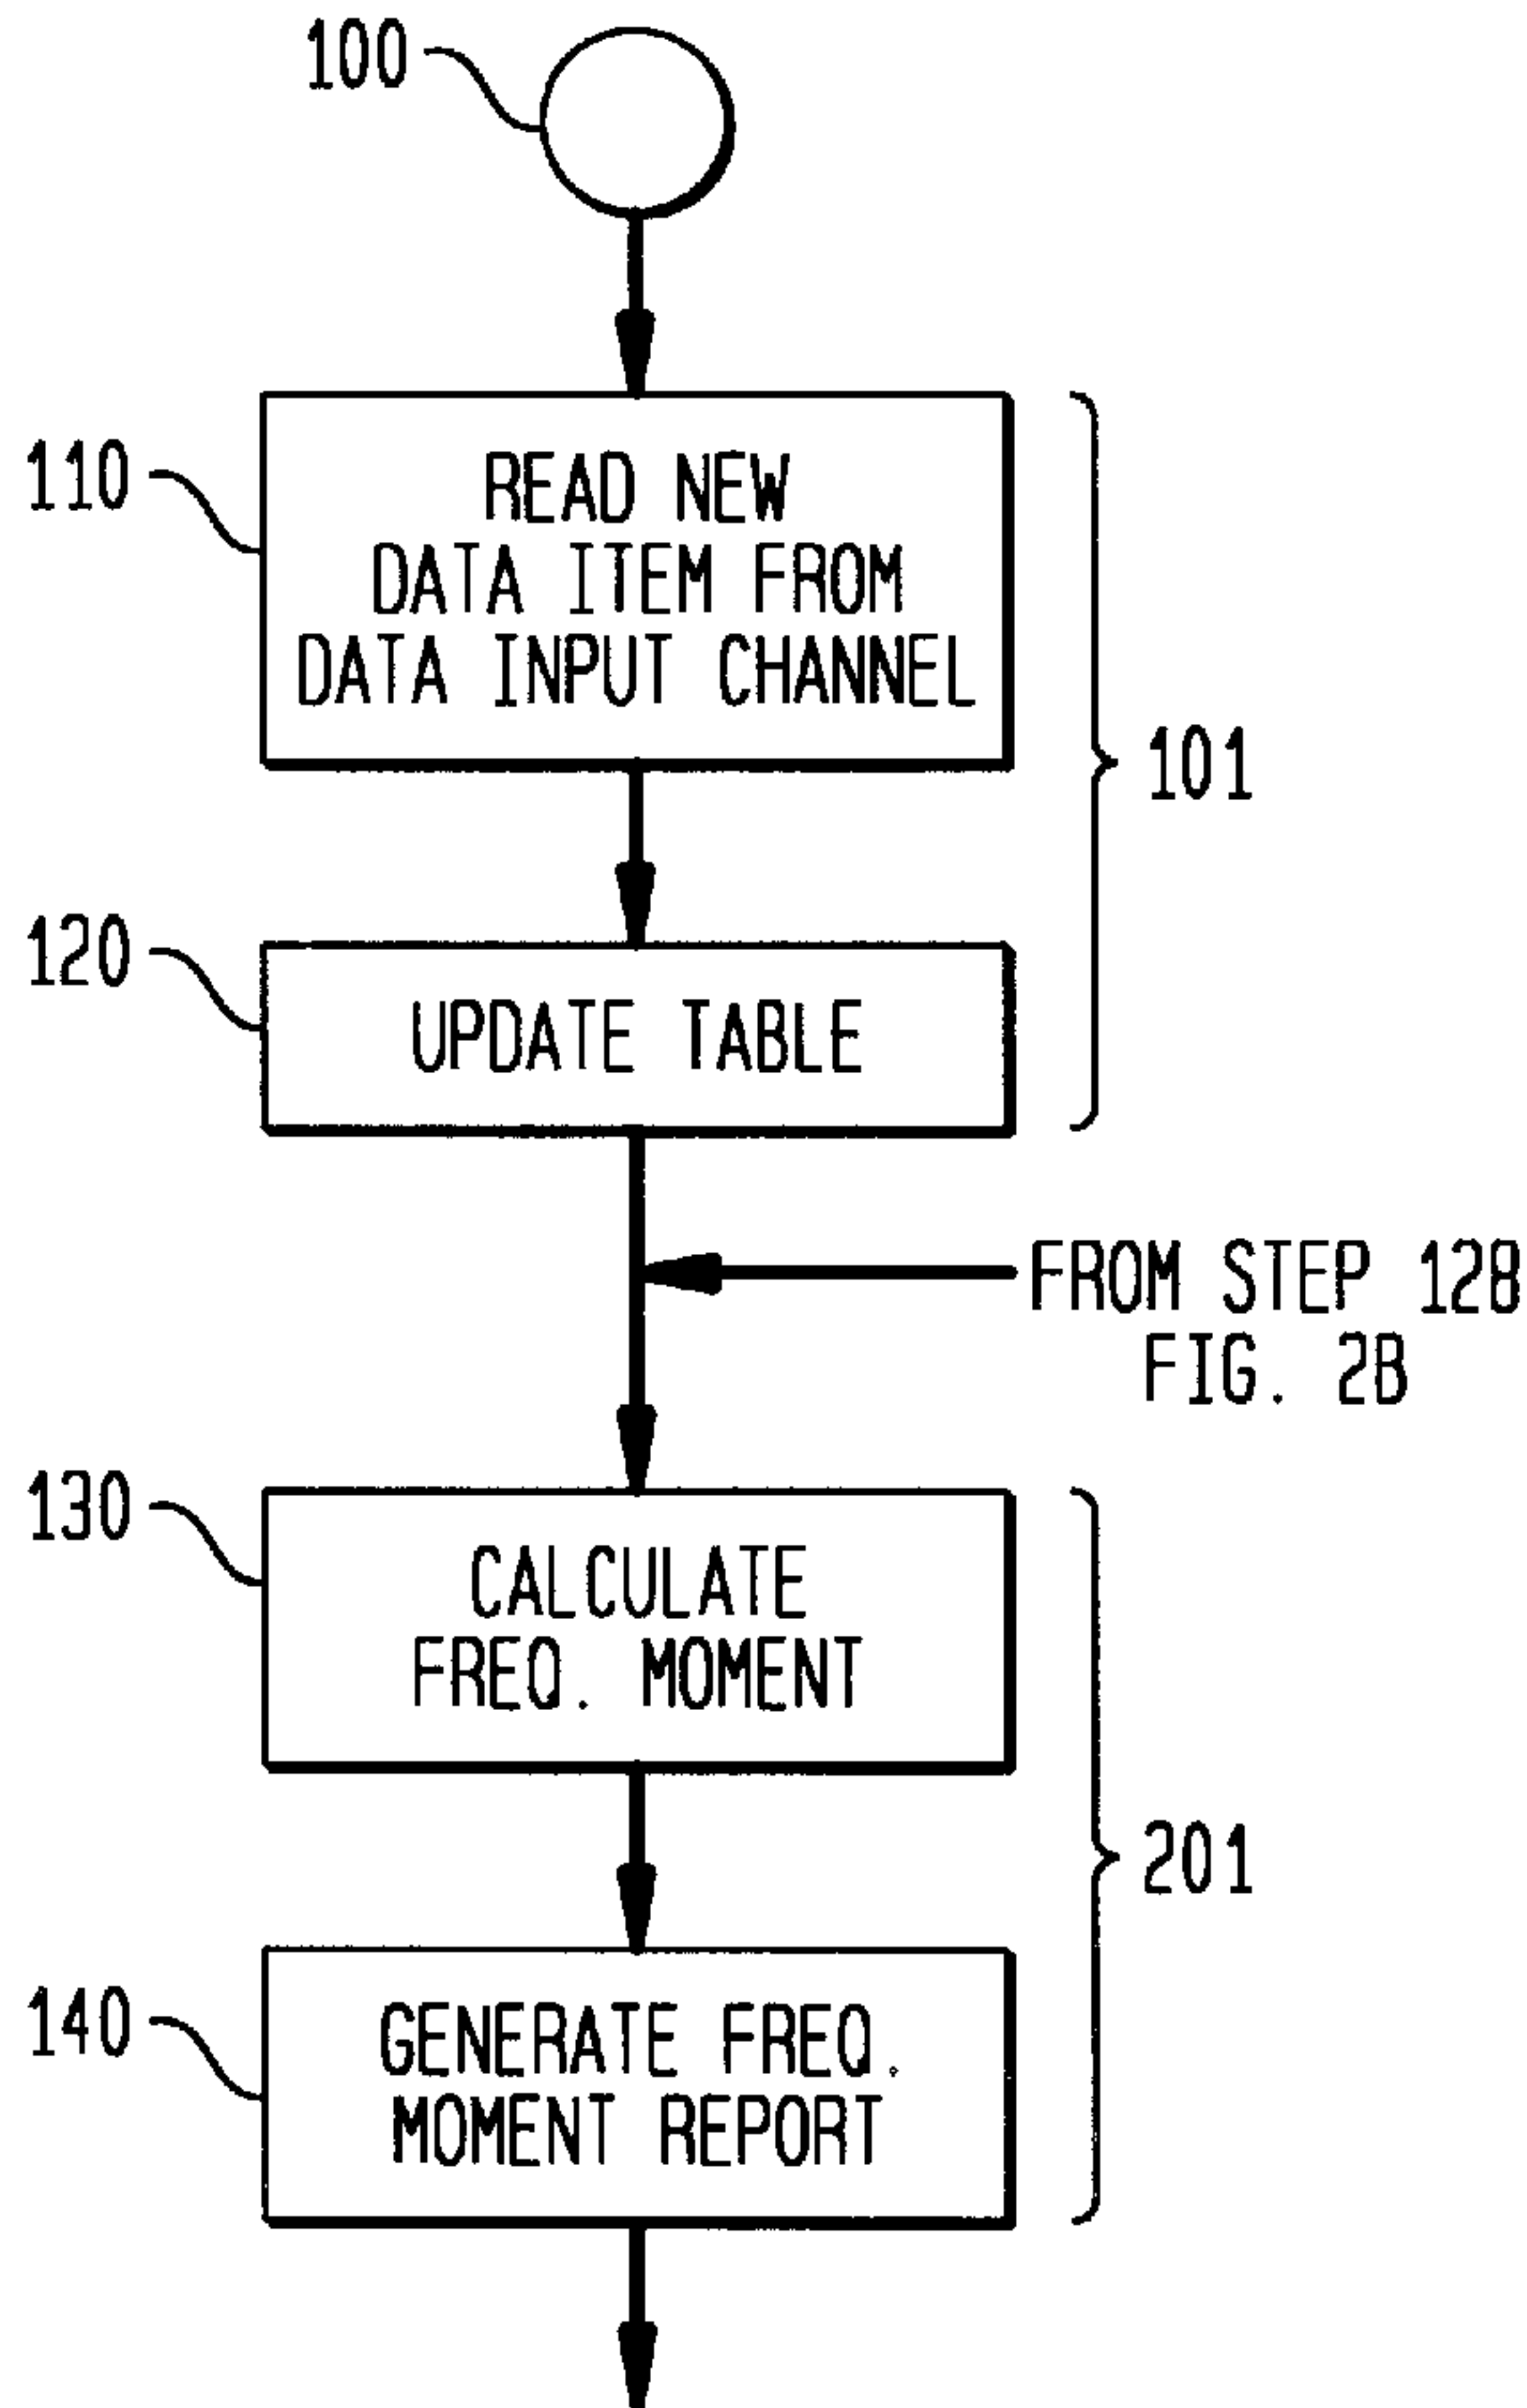 100
110
READ NEW
DATA ITEM FROM
DATA INPUT CHANNEL
101
120
UPDATE TABLE
FROM STEP 128
FIG. 2B
130
CALCULATE
FREQ. MOMENT
201
140
GENERATE FREQ.
MOMENT REPORT